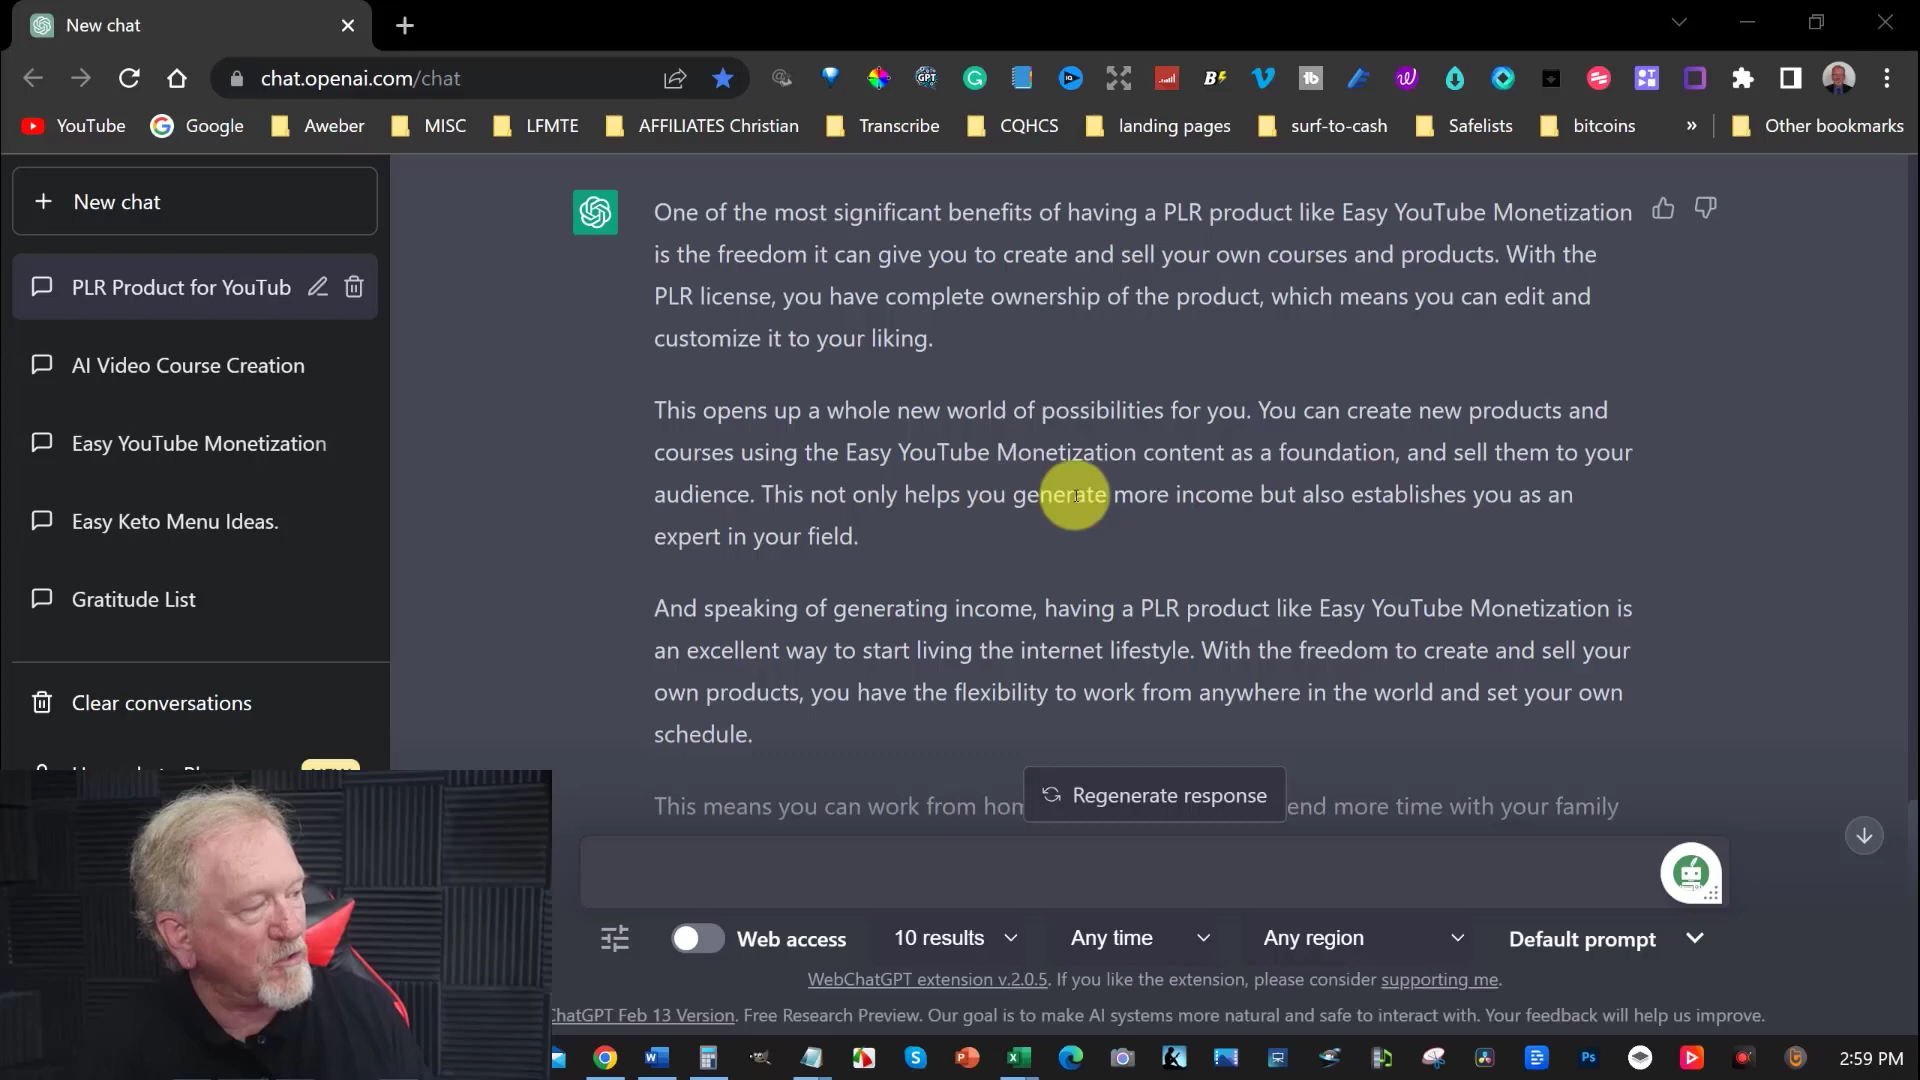 New chat
chat.openai.com/chat
YouTube Google Aweber MISC LFMTE AFFILIATES Christian Transcribe CQHCS landing pages surf-to-cash Safelists bitcoins » Other bookmarks
New chat
PLR Product for YouTub
AI Video Course Creation
Easy YouTube Monetization
Easy Keto Menu Ideas.
Gratitude List
Clear conversations
One of the most significant benefits of having a PLR product like Easy YouTube Monetization
is the freedom it can give you to create and sell your own courses and products. With the
PLR license, you have complete ownership of the product, which means you can edit and
customize it to your liking.
This opens up a whole new world of possibilities for you. You can create new products and
courses using the Easy YouTube Monetization content as a foundation, and sell them to your
audience. This not only helps you generate more income but also establishes you as an
expert in your field.
And speaking of generating income, having a PLR product like Easy YouTube Monetization is
an excellent way to start living the internet lifestyle. With the freedom to create and sell your
own products, you have the flexibility to work from anywhere in the world and set your own
schedule.
This means you can work from hom end more time with your family
Regenerate response
Web access 10 results Any time Any region Default prompt
WebChatGPT extension v.2.0.5. If you like the extension, please consider supporting me.
ChatGPT Feb 13 Version. Free Research Preview. Our goal is to make AI systems more natural and safe to interact with. Your feedback will help us improve.
2:59 PM